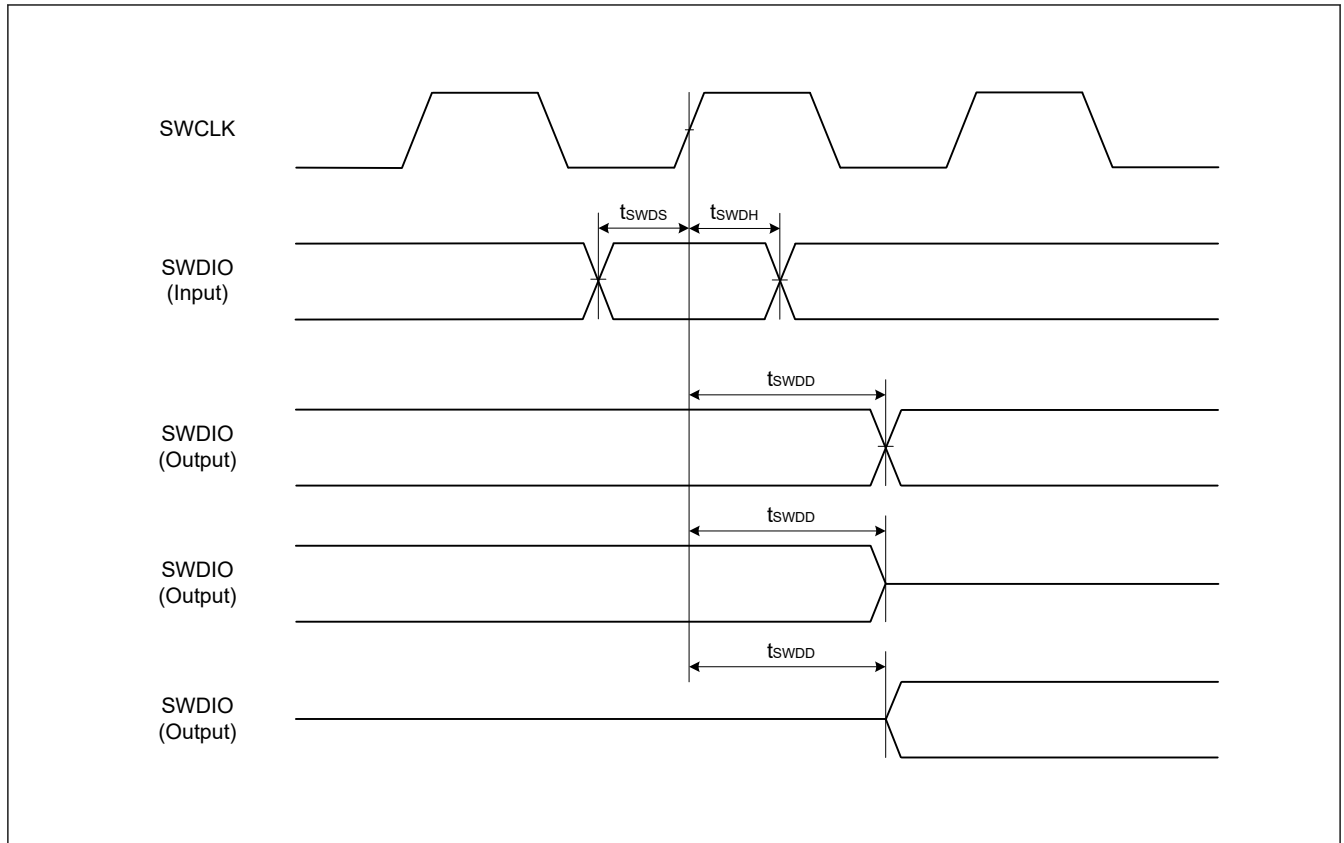 SWCLK
tSWDS
tSWDH
SWDIO
(Input)
tSWDD
SWDIO
(Output)
tSWDD
SWDIO
(Output)
tSWDD
SWDIO
(Output)